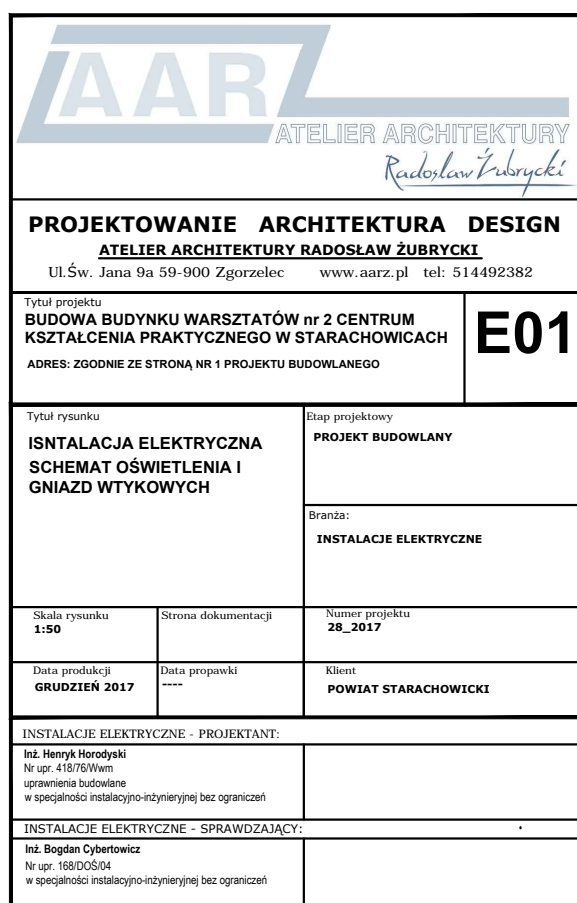 AARZ
ATELIER ARCHITEKTURY
Radosław Żubrycki
PROJEKTOWANIE ARCHITEKTURA DESIGN
ATELIER ARCHITEKTURY RADOSŁAW ŻUBRYCKI
Ul.Św. Jana 9a 59-900 Zgorzelec www.aarz.pl tel: 514492382
Tytuł projektu
BUDOWA BUDYNKU WARSZTATÓW nr 2 CENTRUM
KSZTAŁCENIA PRAKTYCZNEGO W STARACHOWICACH
ADRES: ZGODNIE ZE STRONĄ NR 1 PROJEKTU BUDOWLANEGO
E01
Tytuł rysunku
ISNTALACJA ELEKTRYCZNA
SCHEMAT OŚWIETLENIA I
GNIAZD WTYKOWYCH
Etap projektowy
PROJEKT BUDOWLANY
Branża:
INSTALACJE ELEKTRYCZNE
Skala rysunku
1:50
Strona dokumentacji
Numer projektu
28_2017
Data produkcji
GRUDZIEŃ 2017
Data propawki
----
Klient
POWIAT STARACHOWICKI
INSTALACJE ELEKTRYCZNE - PROJEKTANT:
Inż. Henryk Horodyski
Nr upr. 418/76/Wwm
uprawnienia budowlane
w specjalności instalacyjno-inżynieryjnej bez ograniczeń
INSTALACJE ELEKTRYCZNE - SPRAWDZAJĄCY:
Inż. Bogdan Cybertowicz
Nr upr. 168/DOŚ/04
w specjalności instalacyjno-inżynieryjnej bez ograniczeń